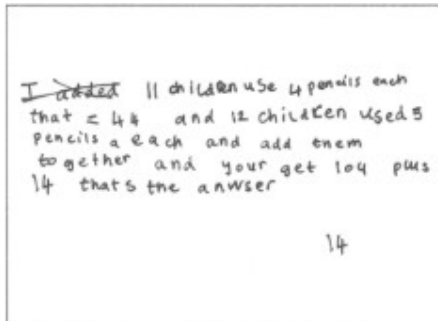 I added 11 children use 4 pencils each
that = 44 and 12 children used 5
pencils a each and add them
together and your get 104 plus
14 thats the anwser
14